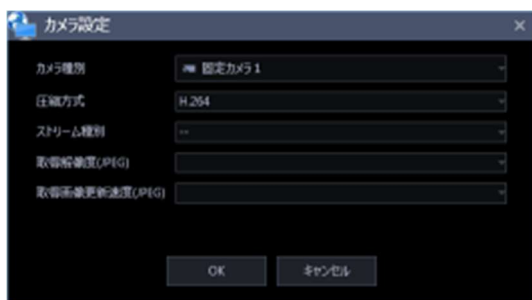 カメラ設定
カメラ種別 固定カメラ1
圧縮方式 H.264
ストリーム種別 --
取得解像度(JPEG)
取得画像更新速度(JPEG)
OK キャンセル